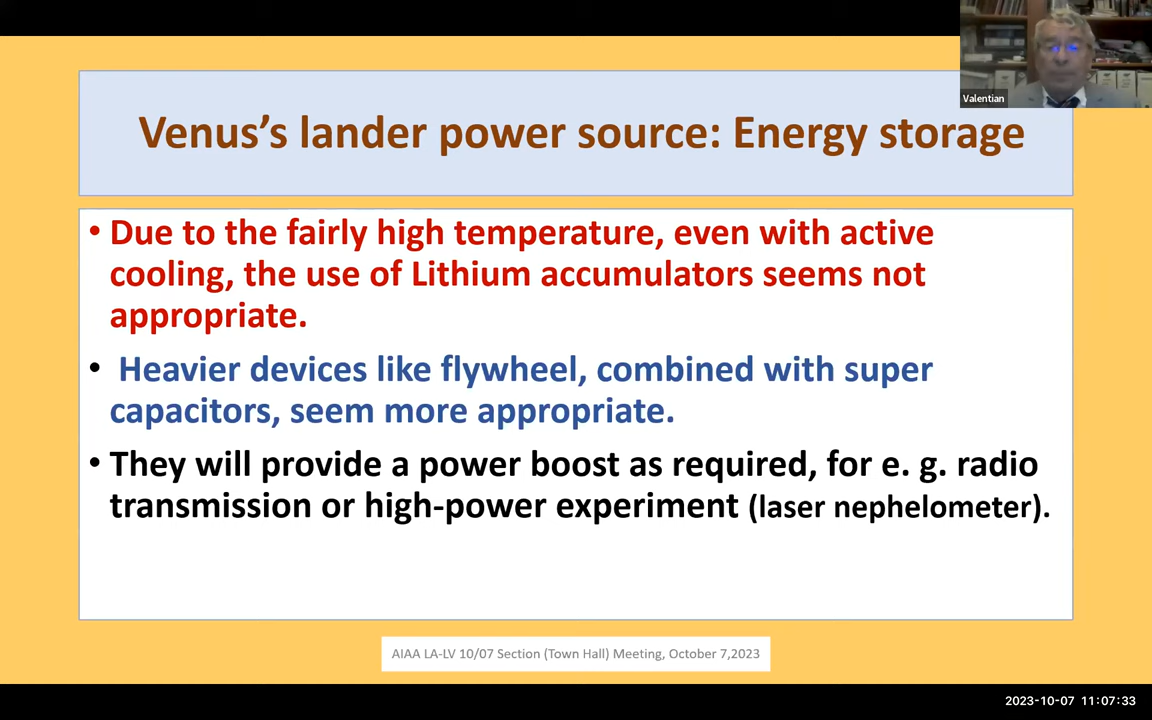 Valentian
Venus’s lander power source: Energy storage
• Due to the fairly high temperature, even with active
cooling, the use of Lithium accumulators seems not
appropriate.
• Heavier devices like flywheel, combined with super
capacitors, seem more appropriate.
• They will provide a power boost as required, for e. g. radio
transmission or high-power experiment (laser nephelometer).
AIAA LA-LV 10/07 Section (Town Hall) Meeting, October 7,2023
2023-10-07 11:07:33